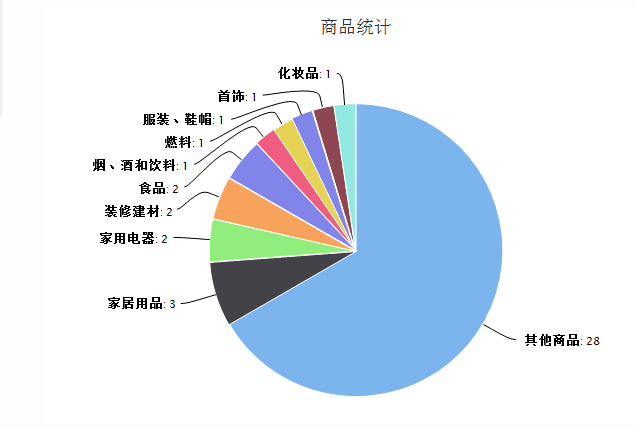 商品统计
化妆品: 1
首饰: 1
服装、鞋帽: 1
燃料: 1
烟、酒和饮料: 1
食品: 2
装修建材: 2
家用电器: 2
家居用品: 3
其他商品: 28